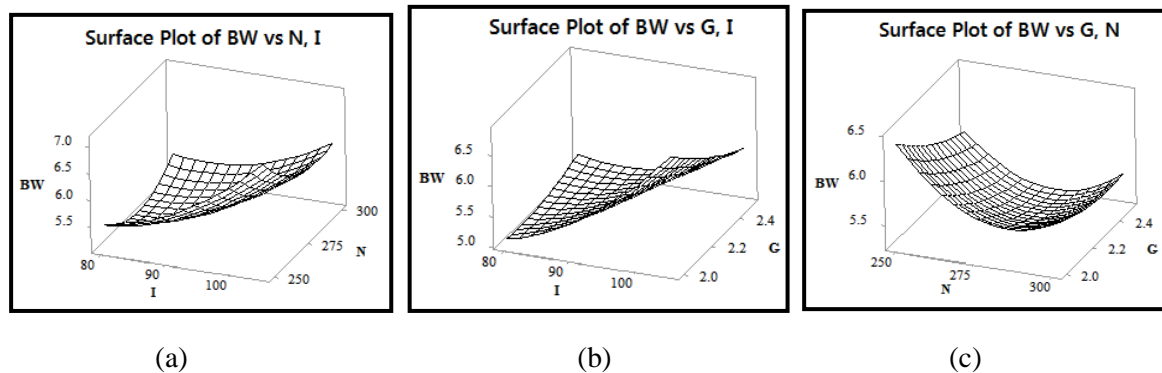 Surface Plot of BW vs N, I
7.0
6.5
BW
6.0
5.5
80
90
100
I
250
275
300
N
Surface Plot of BW vs G, I
6.5
BW
6.0
5.5
5.0
80
90
100
I
2.0
2.2
2.4
G
Surface Plot of BW vs G, N
6.5
BW
6.0
5.5
250
275
300
N
2.0
2.2
2.4
G
(a)
(b)
(c)